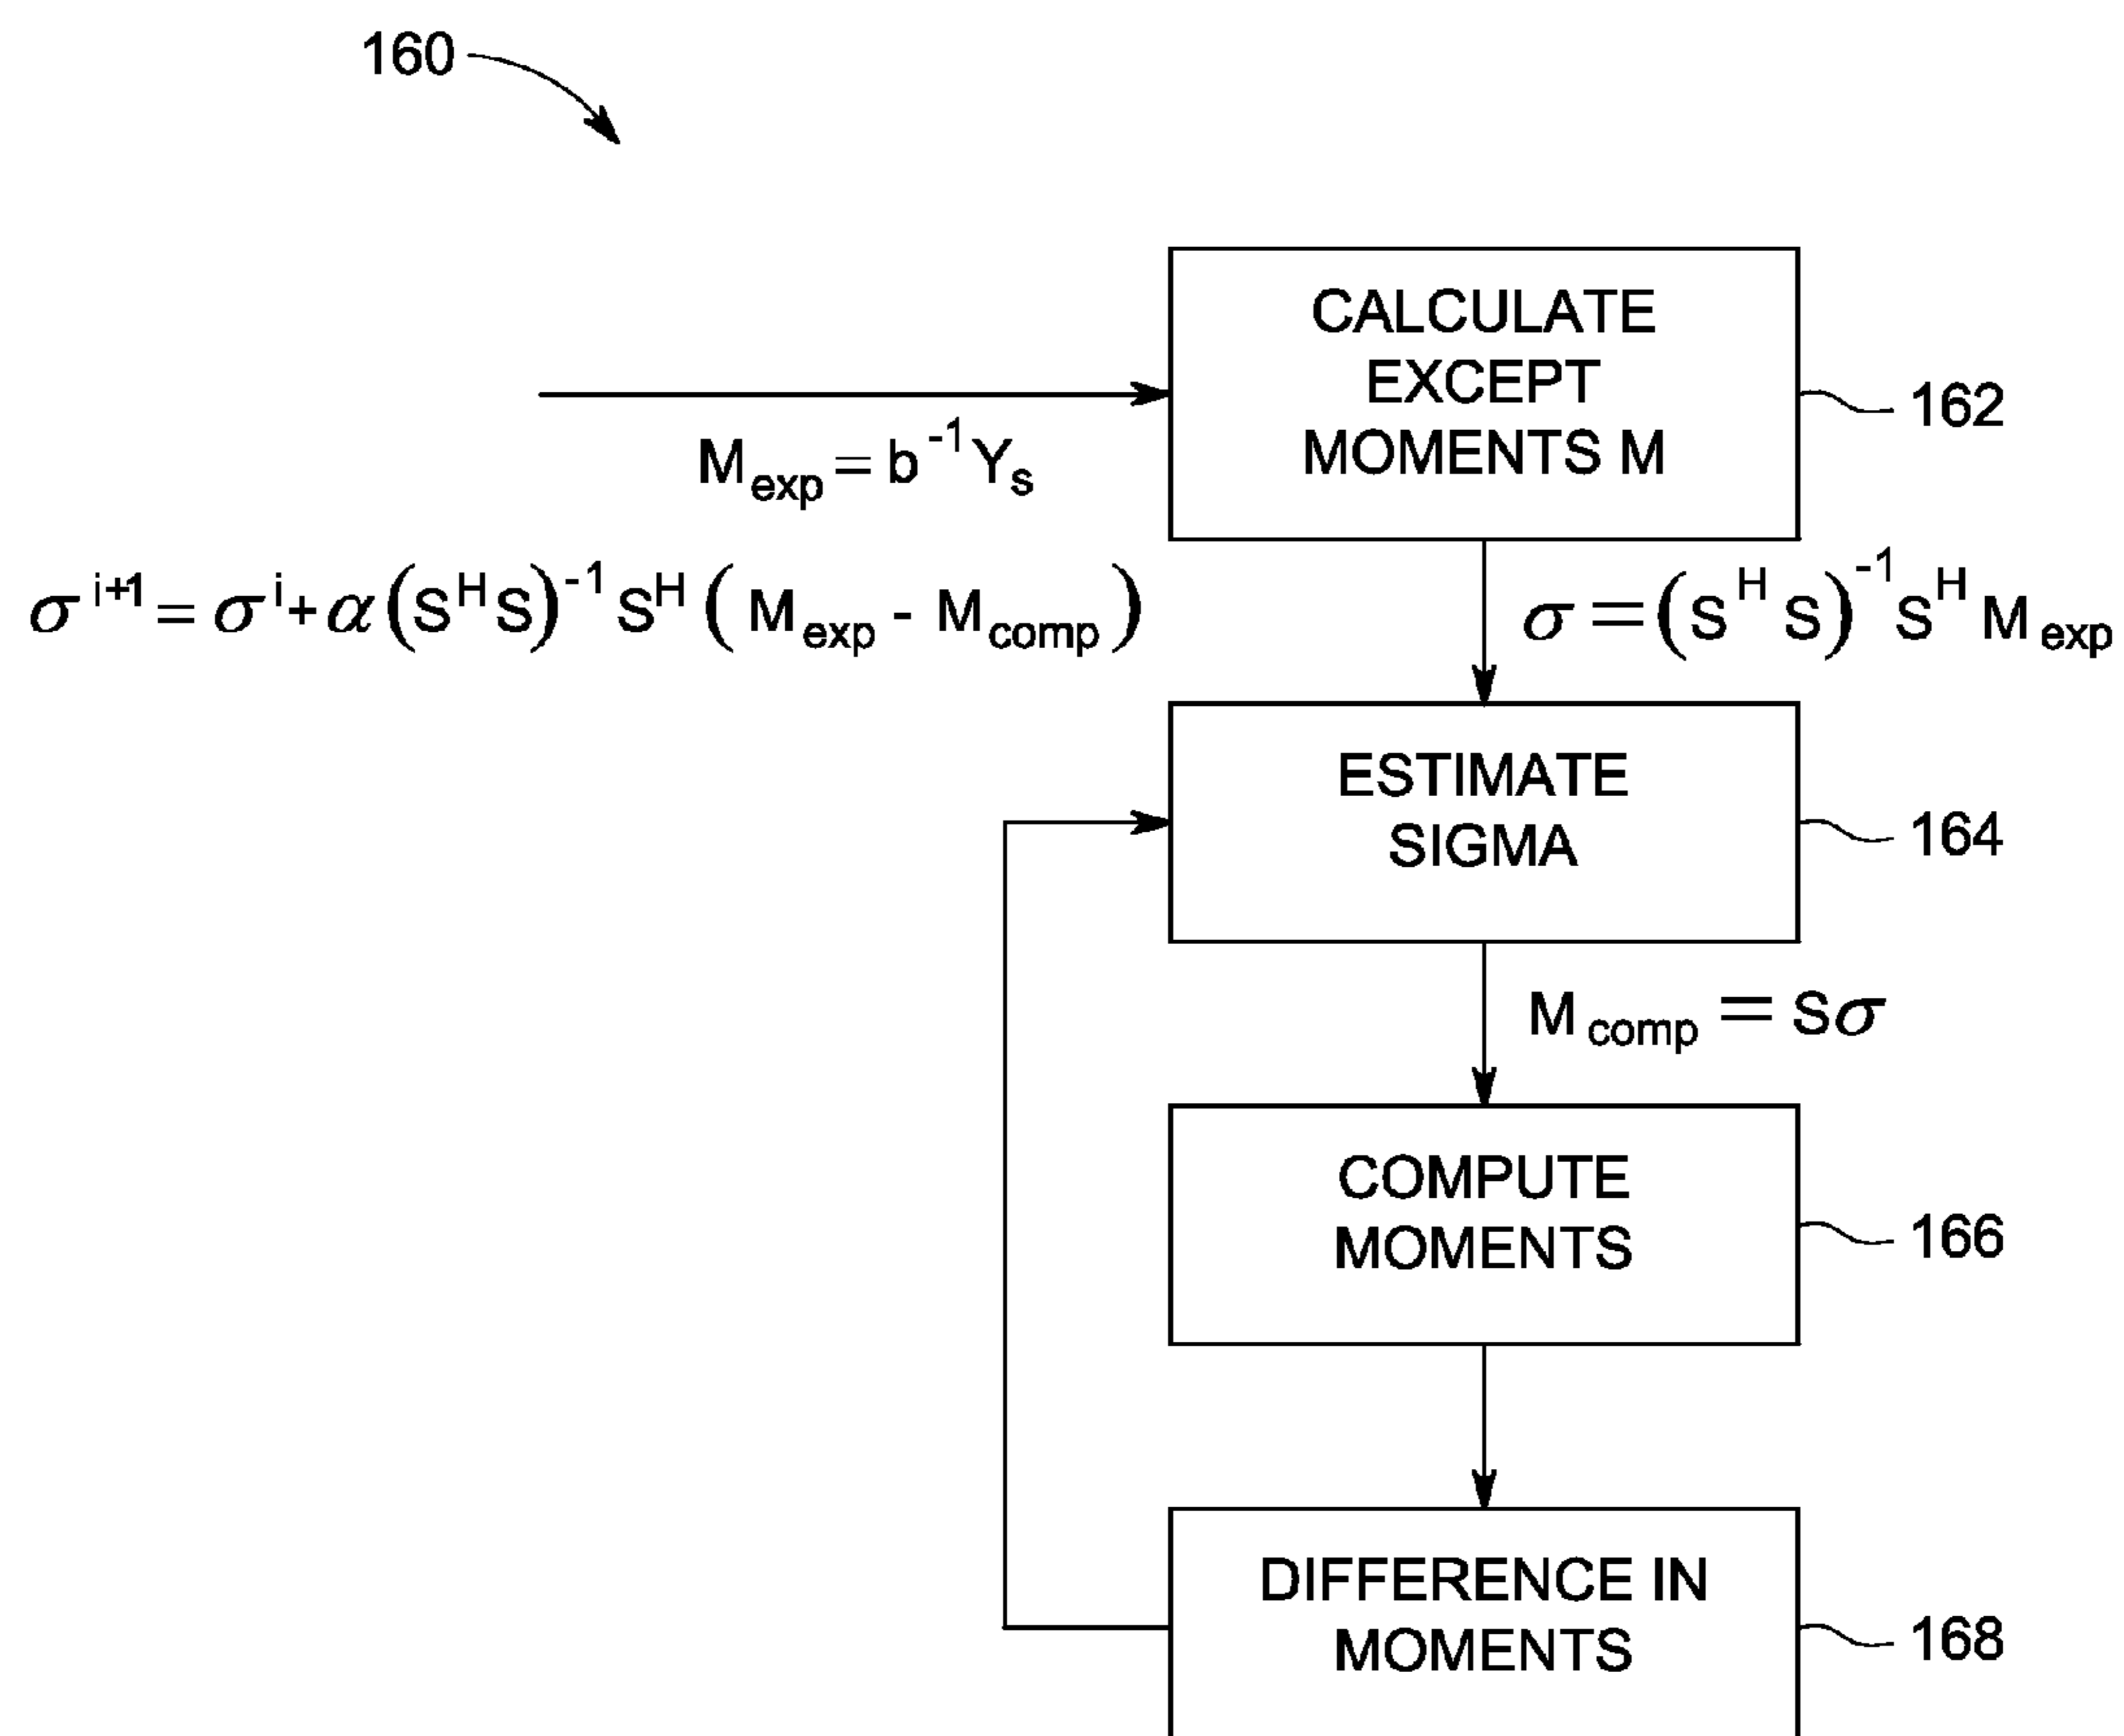 160
CALCULATE
EXCEPT
MOMENTS M
162
M_exp = b^-1 Y_s
σ^i+1 = σ^i + α(S^H S)^-1 S^H (M_exp - M_comp)
σ = (S^H S)^-1 S^H M_exp
ESTIMATE
SIGMA
164
M_comp = Sσ
COMPUTE
MOMENTS
166
DIFFERENCE IN
MOMENTS
168